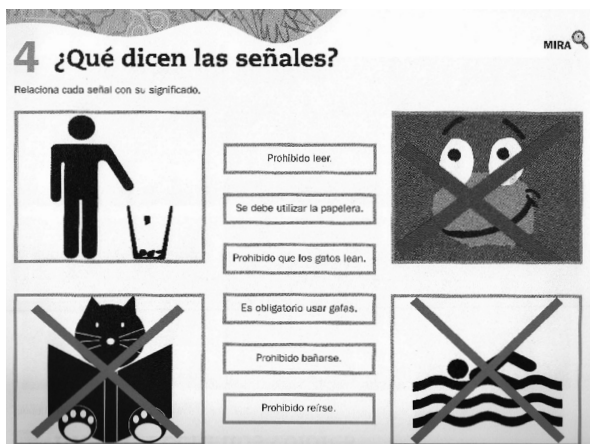 4 ¿Qué dicen las señales?
MIRA
Relaciona cada señal con su significado.
Prohibido leer.
Se debe utilizar la papelera.
Prohibido que los gatos lean.
Es obligatorio usar gafas.
Prohibido bañarse.
Prohibido reírse.